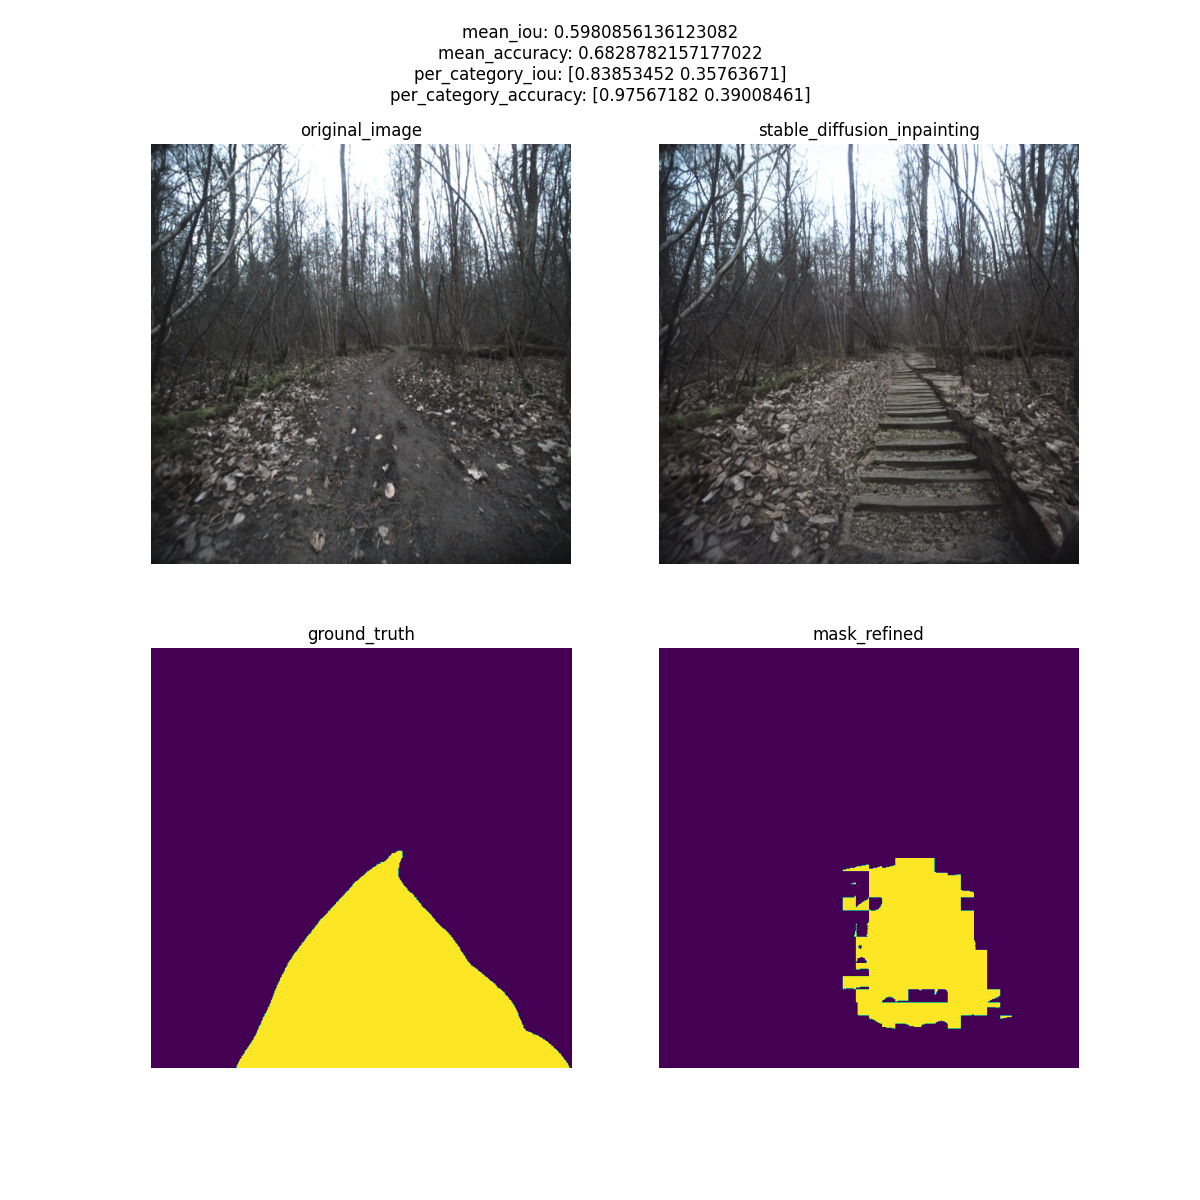 mean_iou: 0.5980856136123082
mean_accuracy: 0.6828782157177022
per_category_iou: [0.83853452 0.35763671]
per_category_accuracy: [0.97567182 0.39008461]
original_image
stable_diffusion_inpainting
ground_truth
mask_refined